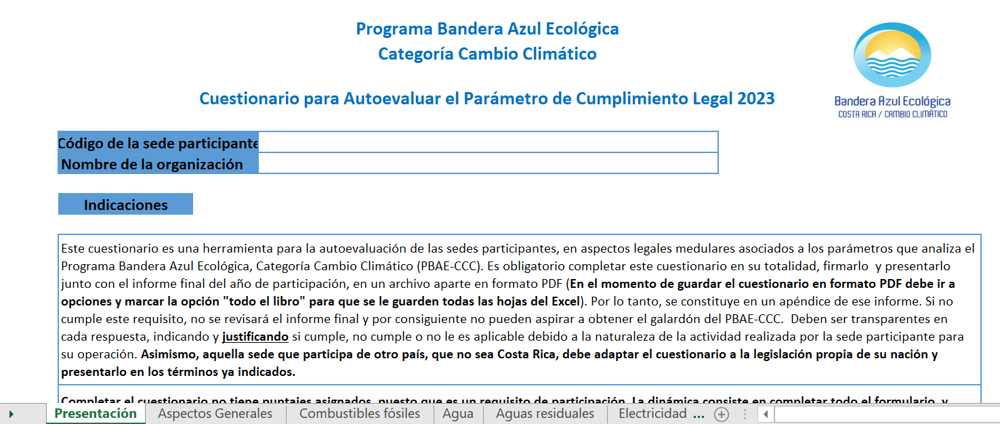 Programa Bandera Azul Ecológica
Categoría Cambio Climático
Cuestionario para Autoevaluar el Parámetro de Cumplimiento Legal 2023
Bandera Azul Ecológica
COSTA RICA / CAMBIO CLIMÁTICO
Código de la sede participante
Nombre de la organización
Indicaciones
Este cuestionario es una herramienta para la autoevaluación de las sedes participantes, en aspectos legales medulares asociados a los parámetros que analiza el
Programa Bandera Azul Ecológica, Categoría Cambio Climático (PBAE-CCC). Es obligatorio completar este cuestionario en su totalidad, firmarlo  y presentarlo
junto con el informe final del año de participación, en un archivo aparte en formato PDF (En el momento de guardar el cuestionario en formato PDF debe ir a
opciones y marcar la opción "todo el libro" para que se le guarden todas las hojas del Excel). Por lo tanto, se constituye en un apéndice de ese informe. Si no
cumple este requisito, no se revisará el informe final y por consiguiente no pueden aspirar a obtener el galardón del PBAE-CCC.  Deben ser transparentes en
cada respuesta, indicando y justificando si cumple, no cumple o no le es aplicable debido a la naturaleza de la actividad realizada por la sede participante para
su operación. Asimismo, aquella sede que participa de otro país, que no sea Costa Rica, debe adaptar el cuestionario a la legislación propia de su nación y
presentarlo en los términos ya indicados.
Completar el cuestionario no tiene puntajes asignados, puesto que es un requisito de participación. La dinámica consiste en completar todo el formulario, y
Presentación Aspectos Generales Combustibles fósiles Agua Aguas residuales Electricidad ...